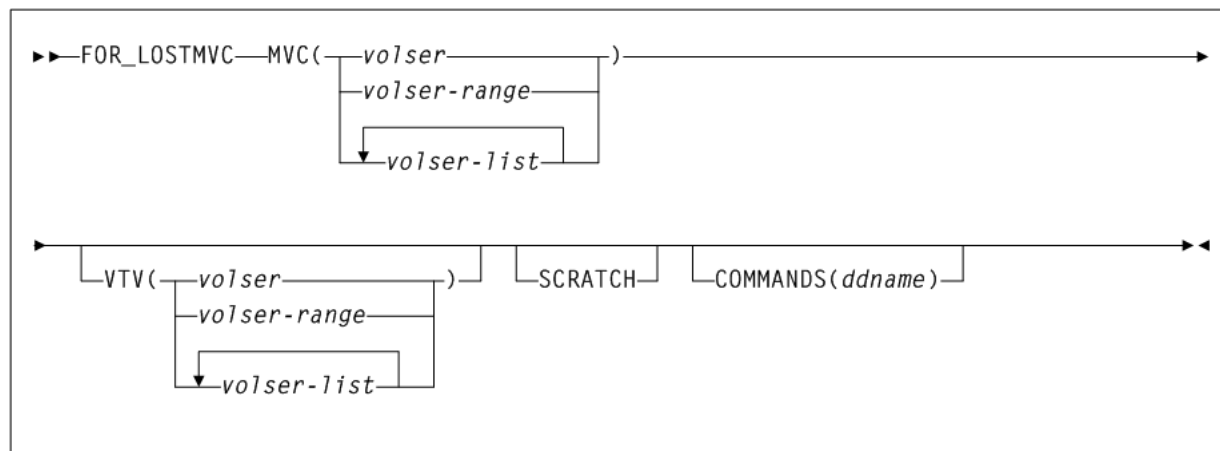 FOR_LOSTMVC MVC( volser )
volser-range
volser-list
VTV( volser ) SCRATCH COMMANDS(ddname)
volser-range
volser-list